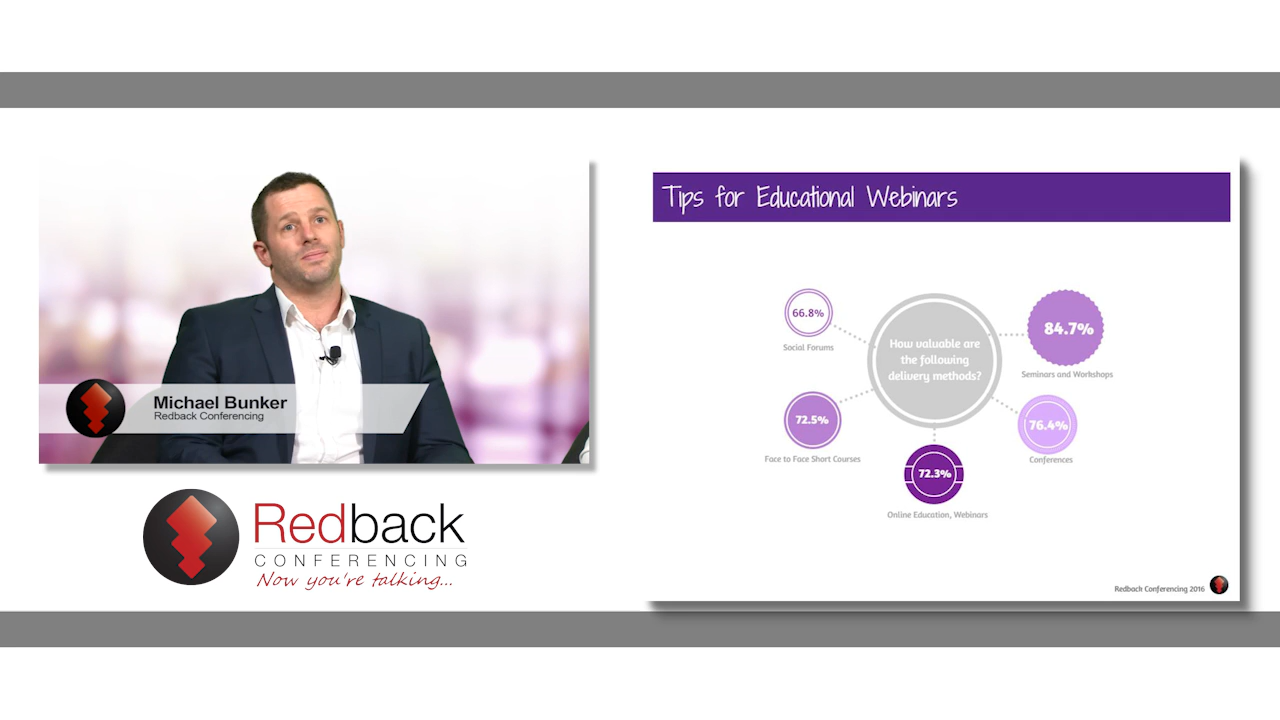 Michael Bunker
Redback Conferencing
Redback
CONFERENCING
Now you're talking...
Tips for Educational Webinars
66.8%
Social Forums
How valuable are
the following
delivery methods?
84.7%
Seminars and Workshops
72.5%
Face to Face Short Courses
76.4%
Conferences
72.3%
Online Education, Webinars
Redback Conferencing 2016